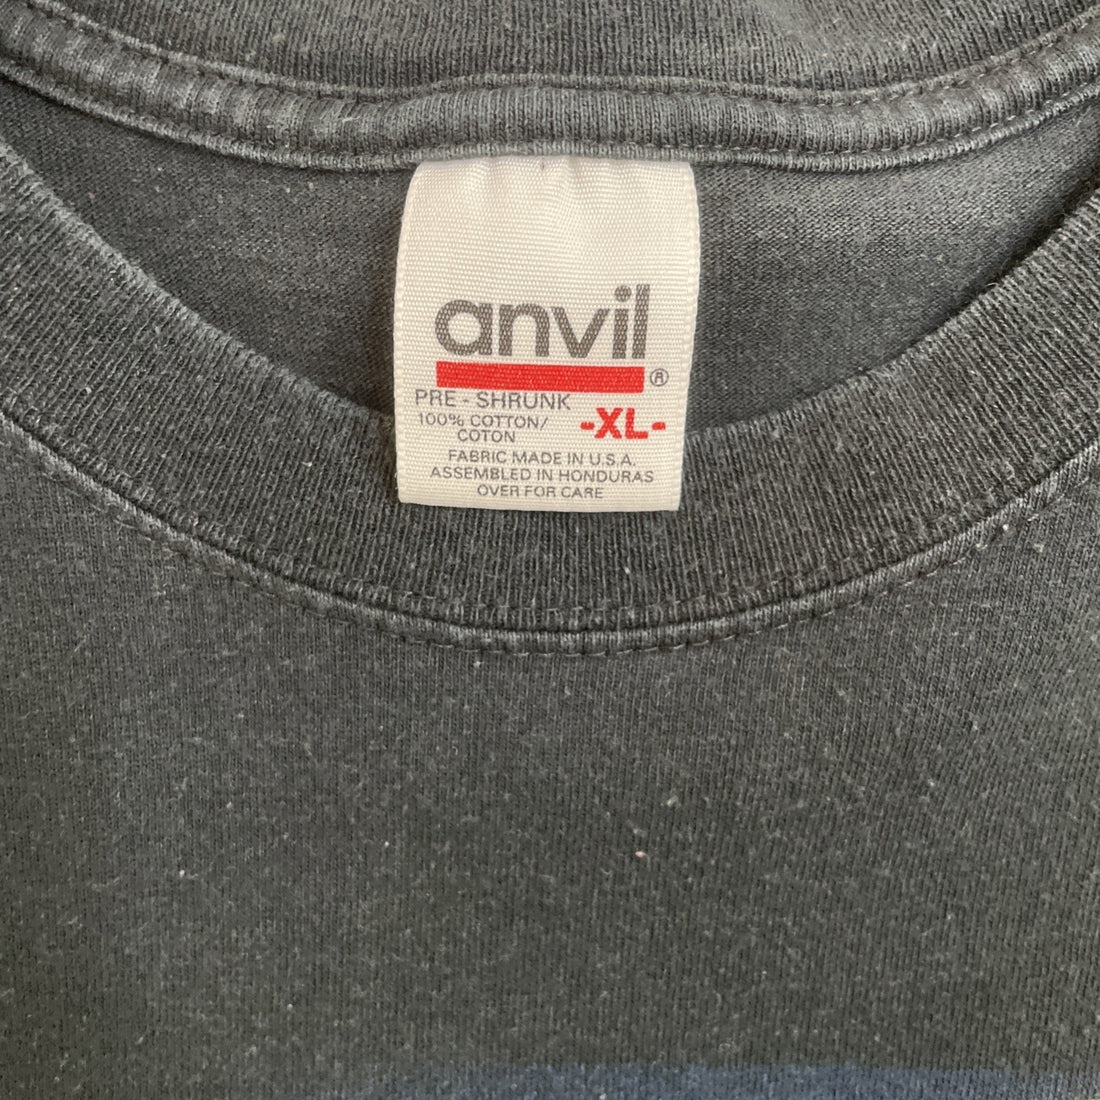 anvil
®
PRE - SHRUNK
100% COTTON/
COTON
-XL-
FABRIC MADE IN U.S.A.
ASSEMBLED IN HONDURAS
OVER FOR CARE